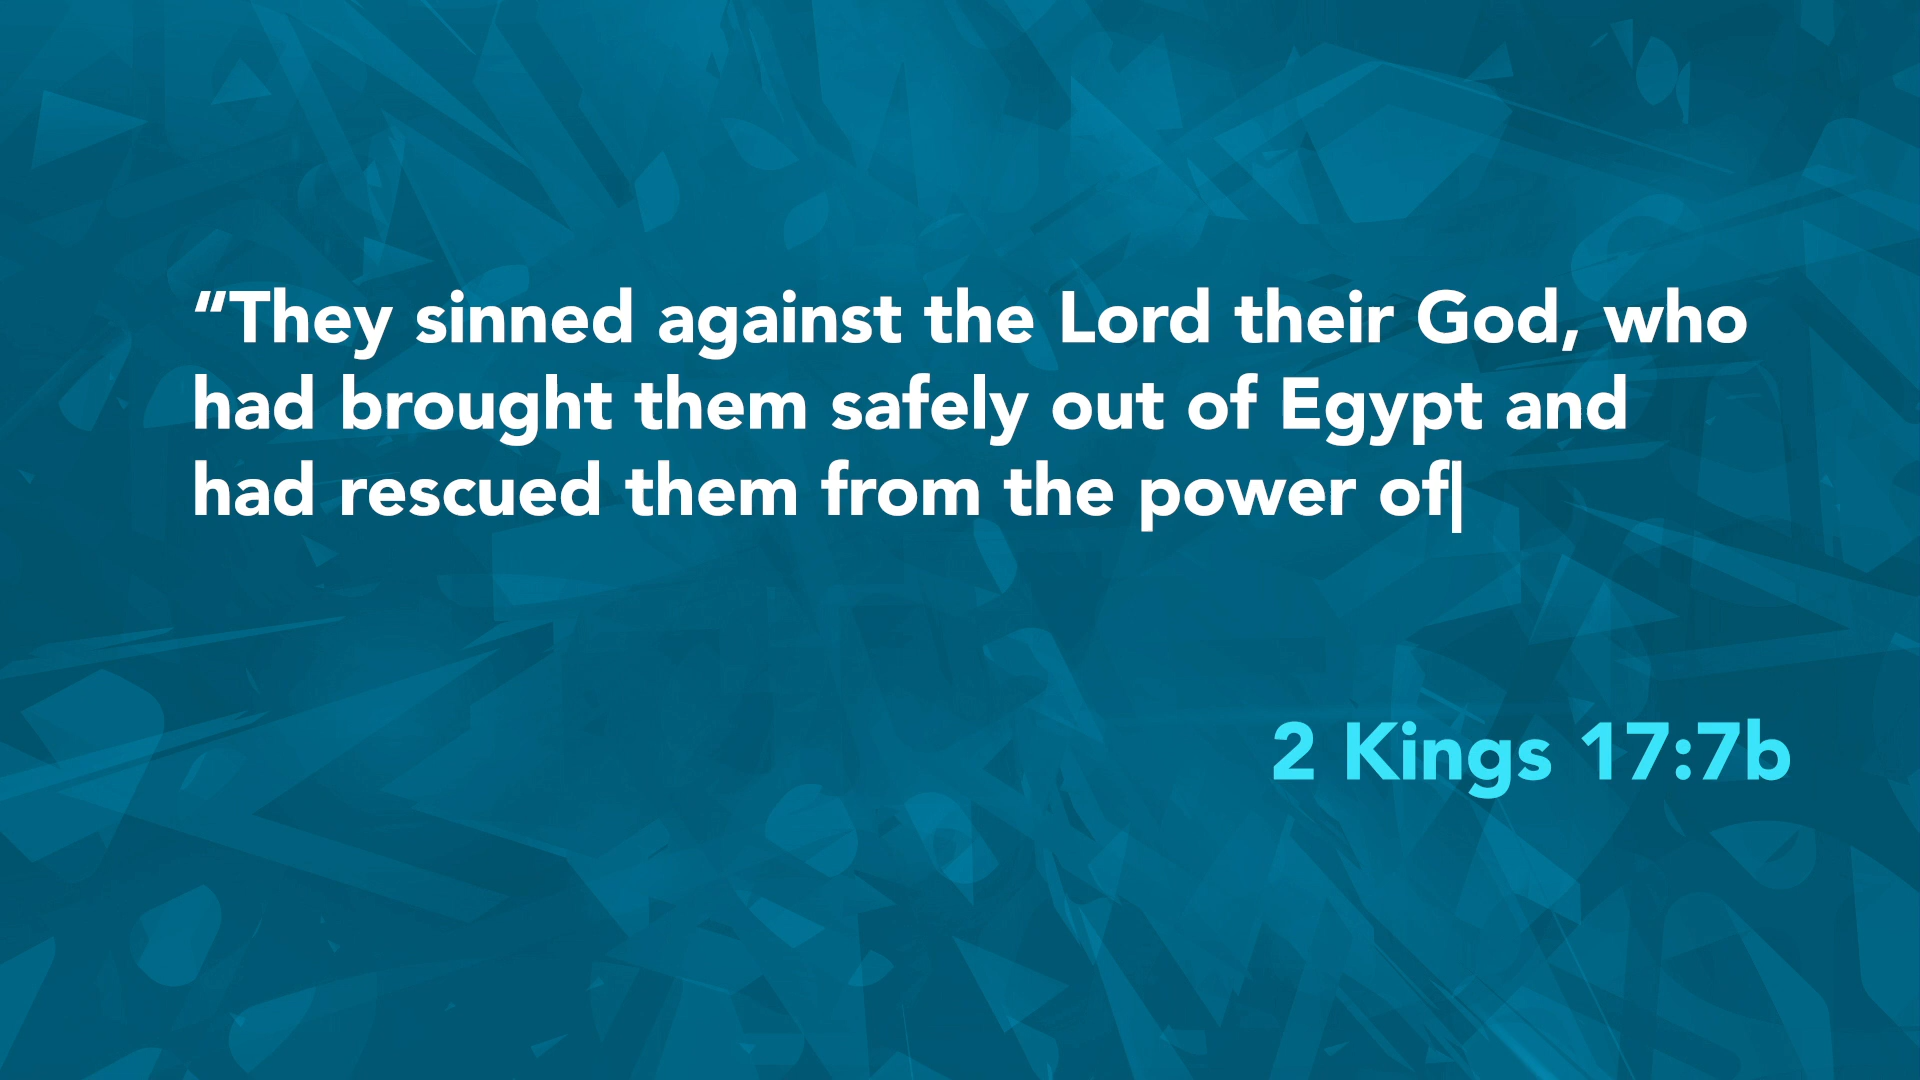 “They sinned against the Lord their God, who
had brought them safely out of Egypt and
had rescued them from the power of|
2 Kings 17:7b